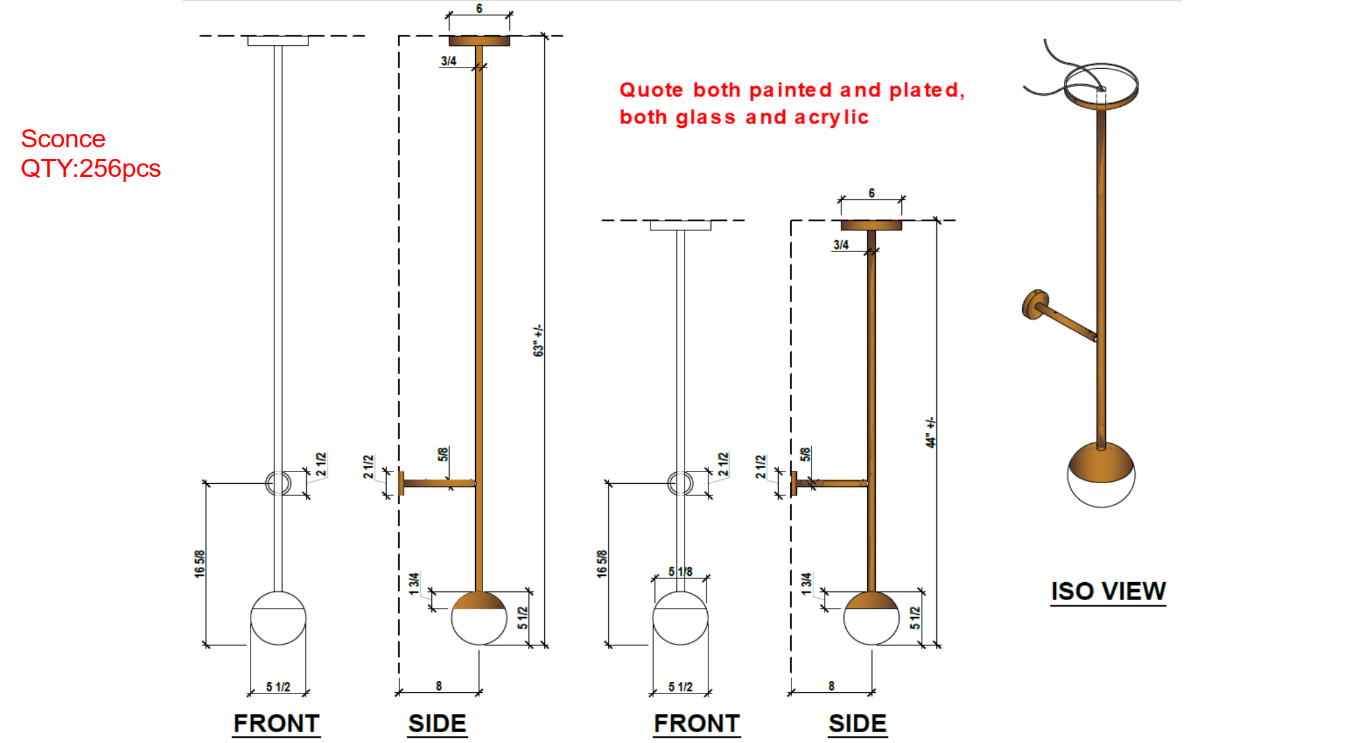 Sconce
QTY:256pcs
Quote both painted and plated,
both glass and acrylic
6
3/4
63" +/-
2 1/2
2 1/2
5/8
16 5/8
1 3/4
5 1/2
5 1/2
8
FRONT
SIDE
6
3/4
44" +/-
2 1/2
2 1/2
5/8
16 5/8
5 1/8
1 3/4
5 1/2
5 1/2
8
FRONT
SIDE
ISO VIEW